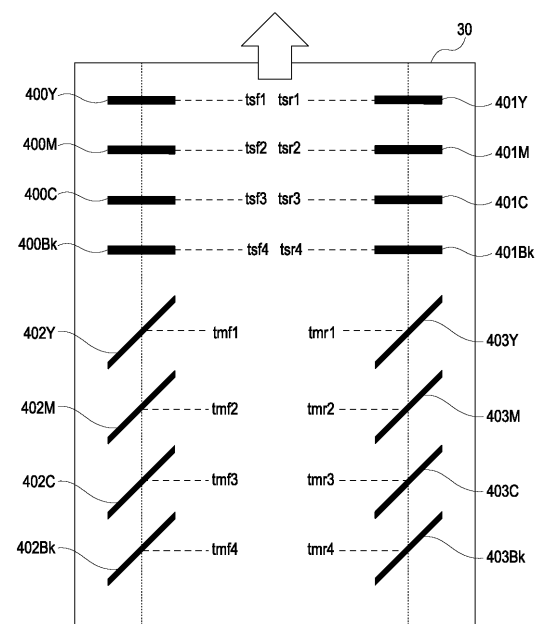 30
400Y tsf1 tsr1 401Y
400M tsf2 tsr2 401M
400C tsf3 tsr3 401C
400Bk tsf4 tsr4 401Bk
402Y tmf1 tmr1 403Y
402M tmf2 tmr2 403M
402C tmf3 tmr3 403C
402Bk tmf4 tmr4 403Bk